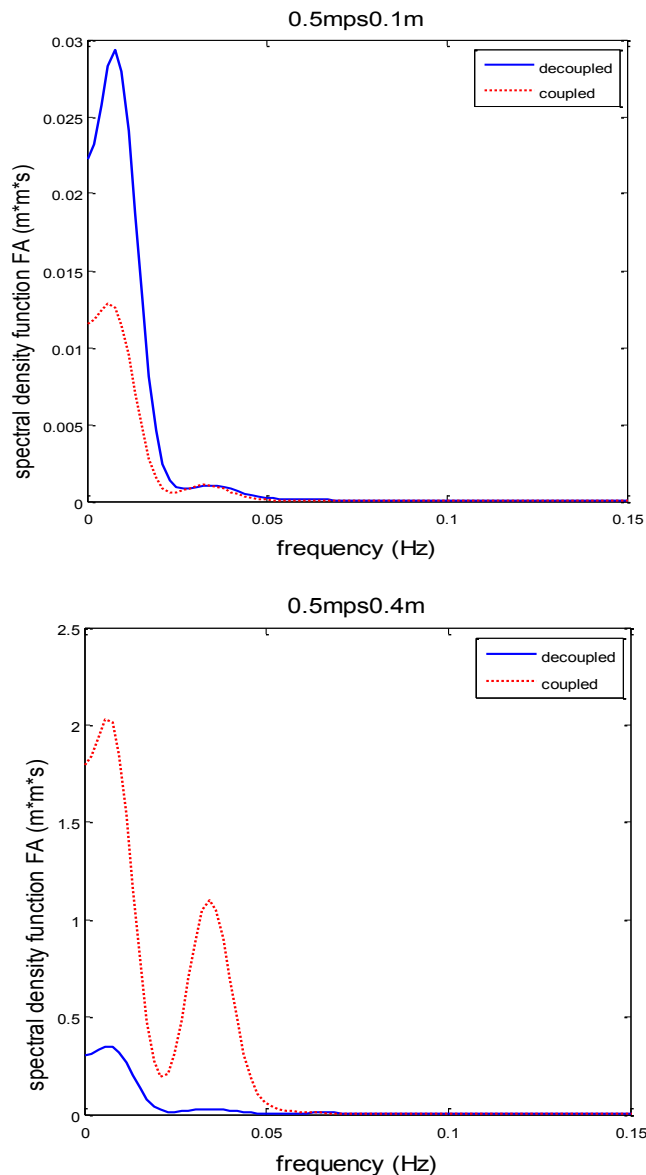 0.5mps0.1m
0.03
0.025
0.02
0.015
0.01
0.005
0
spectral density function FA (m*m*s)
decoupled
coupled
0 0.05 0.1 0.15
frequency (Hz)
0.5mps0.4m
2.5
2
1.5
1
0.5
0
spectral density function FA (m*m*s)
decoupled
coupled
0 0.05 0.1 0.15
frequency (Hz)